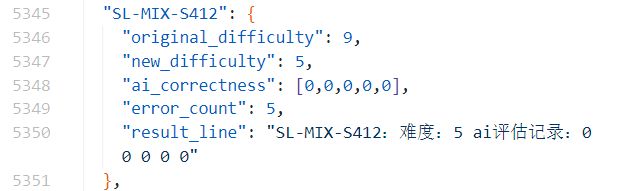 5345 "SL-MIX-S412": {
5346 "original_difficulty": 9,
5347 "new_difficulty": 5,
5348 "ai_correctness": [0,0,0,0,0],
5349 "error_count": 5,
5350 "result_line": "SL-MIX-S412：难度：5 ai评估记录：0
0 0 0 0"
5351 },